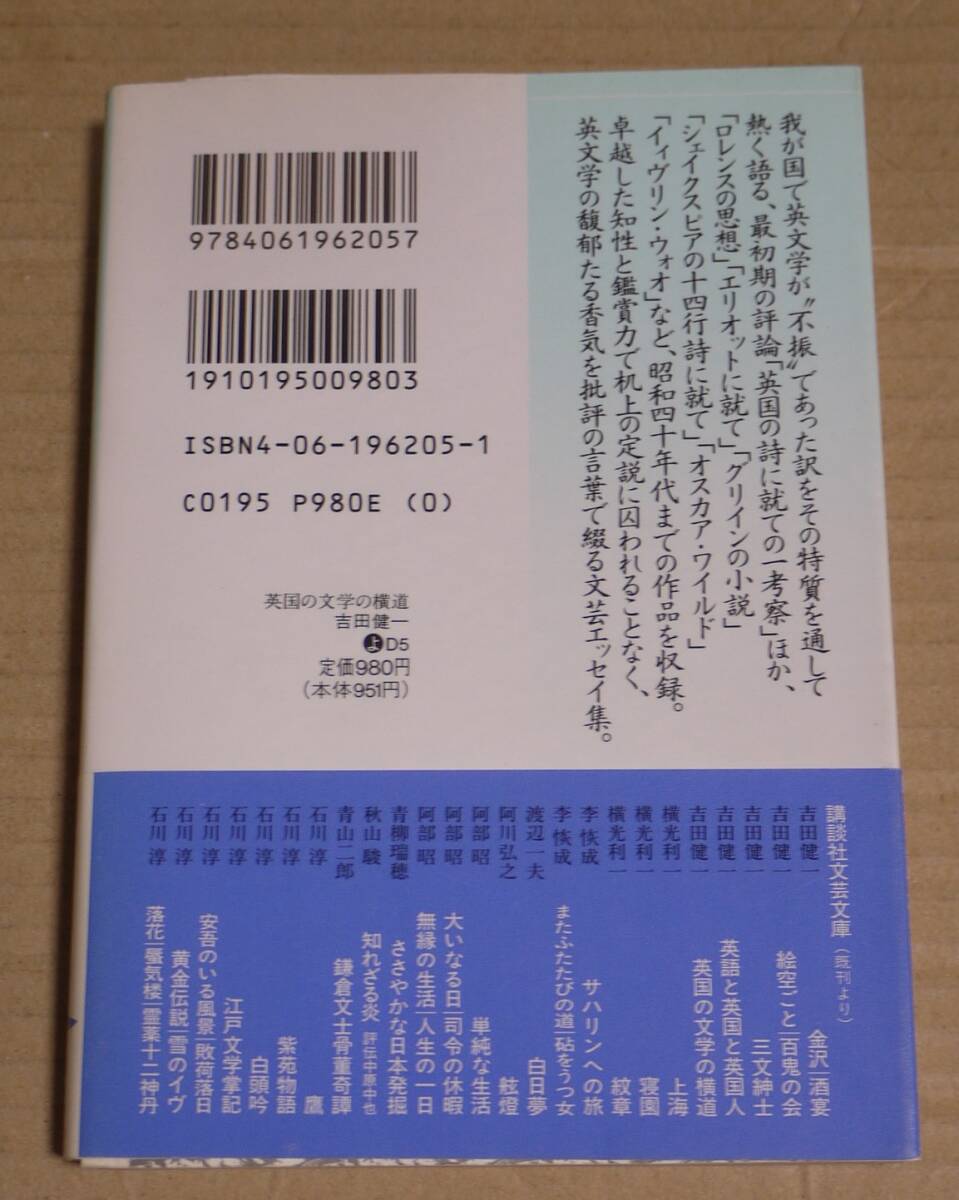 我が国で英文学が〝不振〟であった訳をその特質を通して
熱く語る、最初期の評論「英国の詩に就ての一考察」ほか、
「ロレンスの思想」「エリオットに就て」「グリインの小説」
「シェイクスピアの十四行詩に就て」「オスカア・ワイルド」
「イィヴリン・ウォオ」など、昭和四十年代までの作品を収録。
卓越した知性と鑑賞力で机上の定説に囚われることなく、
英文学の馥郁たる香気を批評の言葉で綴る文芸エッセイ集。
9784061962057
1910195009803
ISBN4-06-196205-1
C0195 P980E (0)
英国の文学の横道
吉田健一
よD5
定価980円
（本体951円）
講談社文芸文庫（既刊より）
吉田健一 金沢｜酒宴
吉田健一 絵空ごと｜百鬼の会
吉田健一 三文紳士
吉田健一 英語と英国と英国人
吉田健一 英国の文学の横道
横光利一 上海
横光利一 寝園
横光利一 紋章
李 恢成 サハリンへの旅
李 恢成 またふたたびの道｜砧をうつ女
渡辺一夫 白日夢
阿川弘之 舷燈
阿部 昭 単純な生活
阿部 昭 大いなる日｜司令の休暇
阿部 昭 無縁の生活｜人生の一日
青柳瑞穂 ささやかな日本発掘
秋山 駿 知れざる炎 評伝中原中也
青山二郎 鎌倉文士骨董奇譚
石川 淳 鷹
石川 淳 紫苑物語
石川 淳 白頭吟
石川 淳 江戸文学掌記
石川 淳 安吾のいる風景｜敗荷落日
石川 淳 黄金伝説｜雪のイヴ
石川 淳 落花｜蜃気楼｜霊薬十二神丹